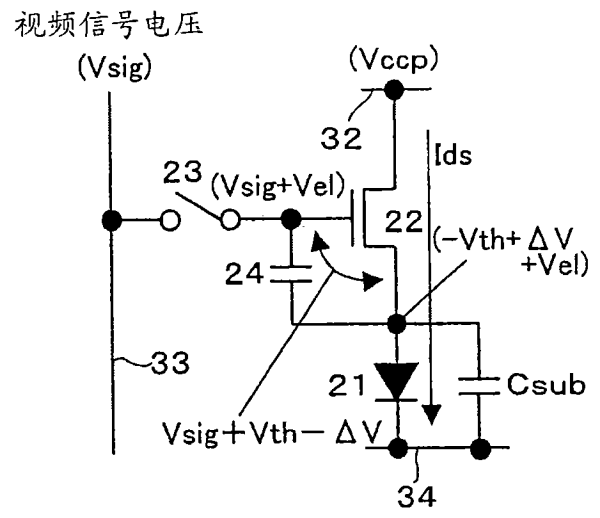 视频信号电压
(Vsig)
(Vccp)
32
Ids
23
(Vsig+Vel)
22
(-Vth+ΔV
+Vel)
24
33
21
Csub
Vsig+Vth-ΔV
34